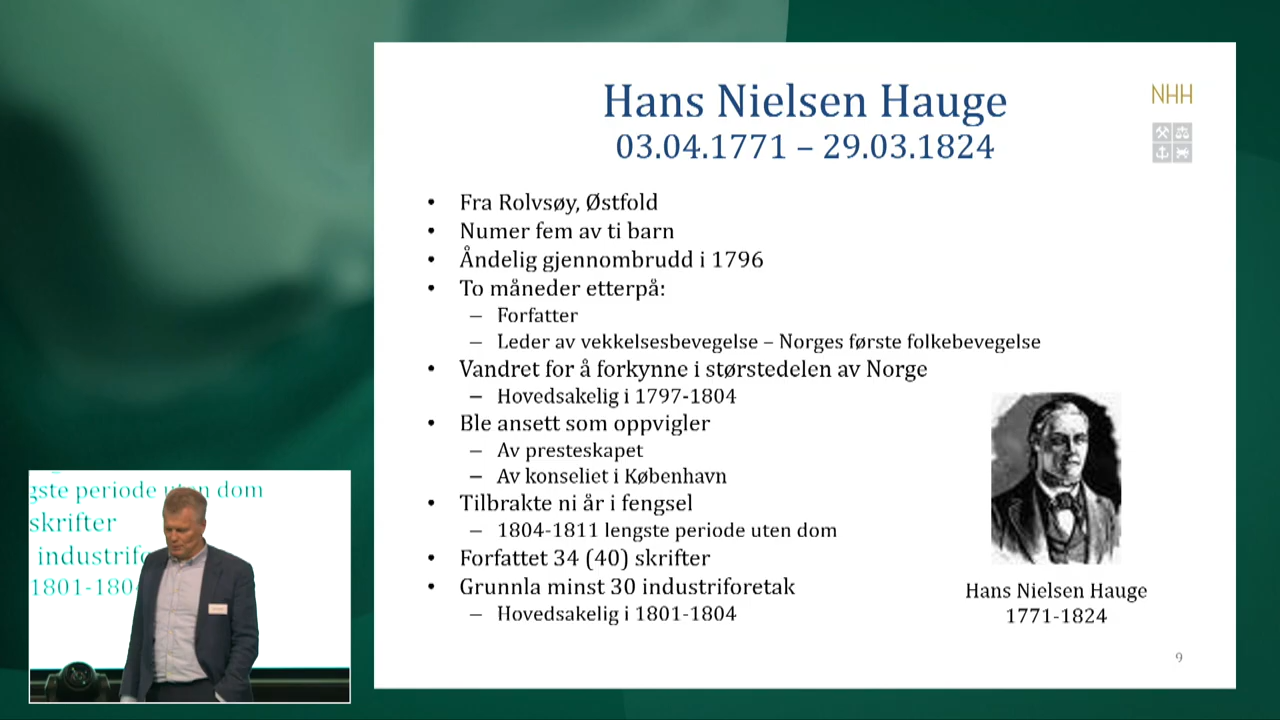 Hans Nielsen Hauge
03.04.1771 – 29.03.1824
NHH
• Fra Rolvsøy, Østfold
• Numer fem av ti barn
• Åndelig gjennombrudd i 1796
• To måneder etterpå:
– Forfatter
– Leder av vekkelsesbevegelse – Norges første folkebevegelse
• Vandret for å forkynne i størstedelen av Norge
– Hovedsakelig i 1797-1804
• Ble ansett som oppvigler
– Av presteskapet
– Av konseliet i København
• Tilbrakte ni år i fengsel
– 1804-1811 lengste periode uten dom
• Forfattet 34 (40) skrifter
• Grunnla minst 30 industriforetak
– Hovedsakelig i 1801-1804
Hans Nielsen Hauge
1771-1824
9
gste periode uten dom
skrifter
industrifo
1801-180